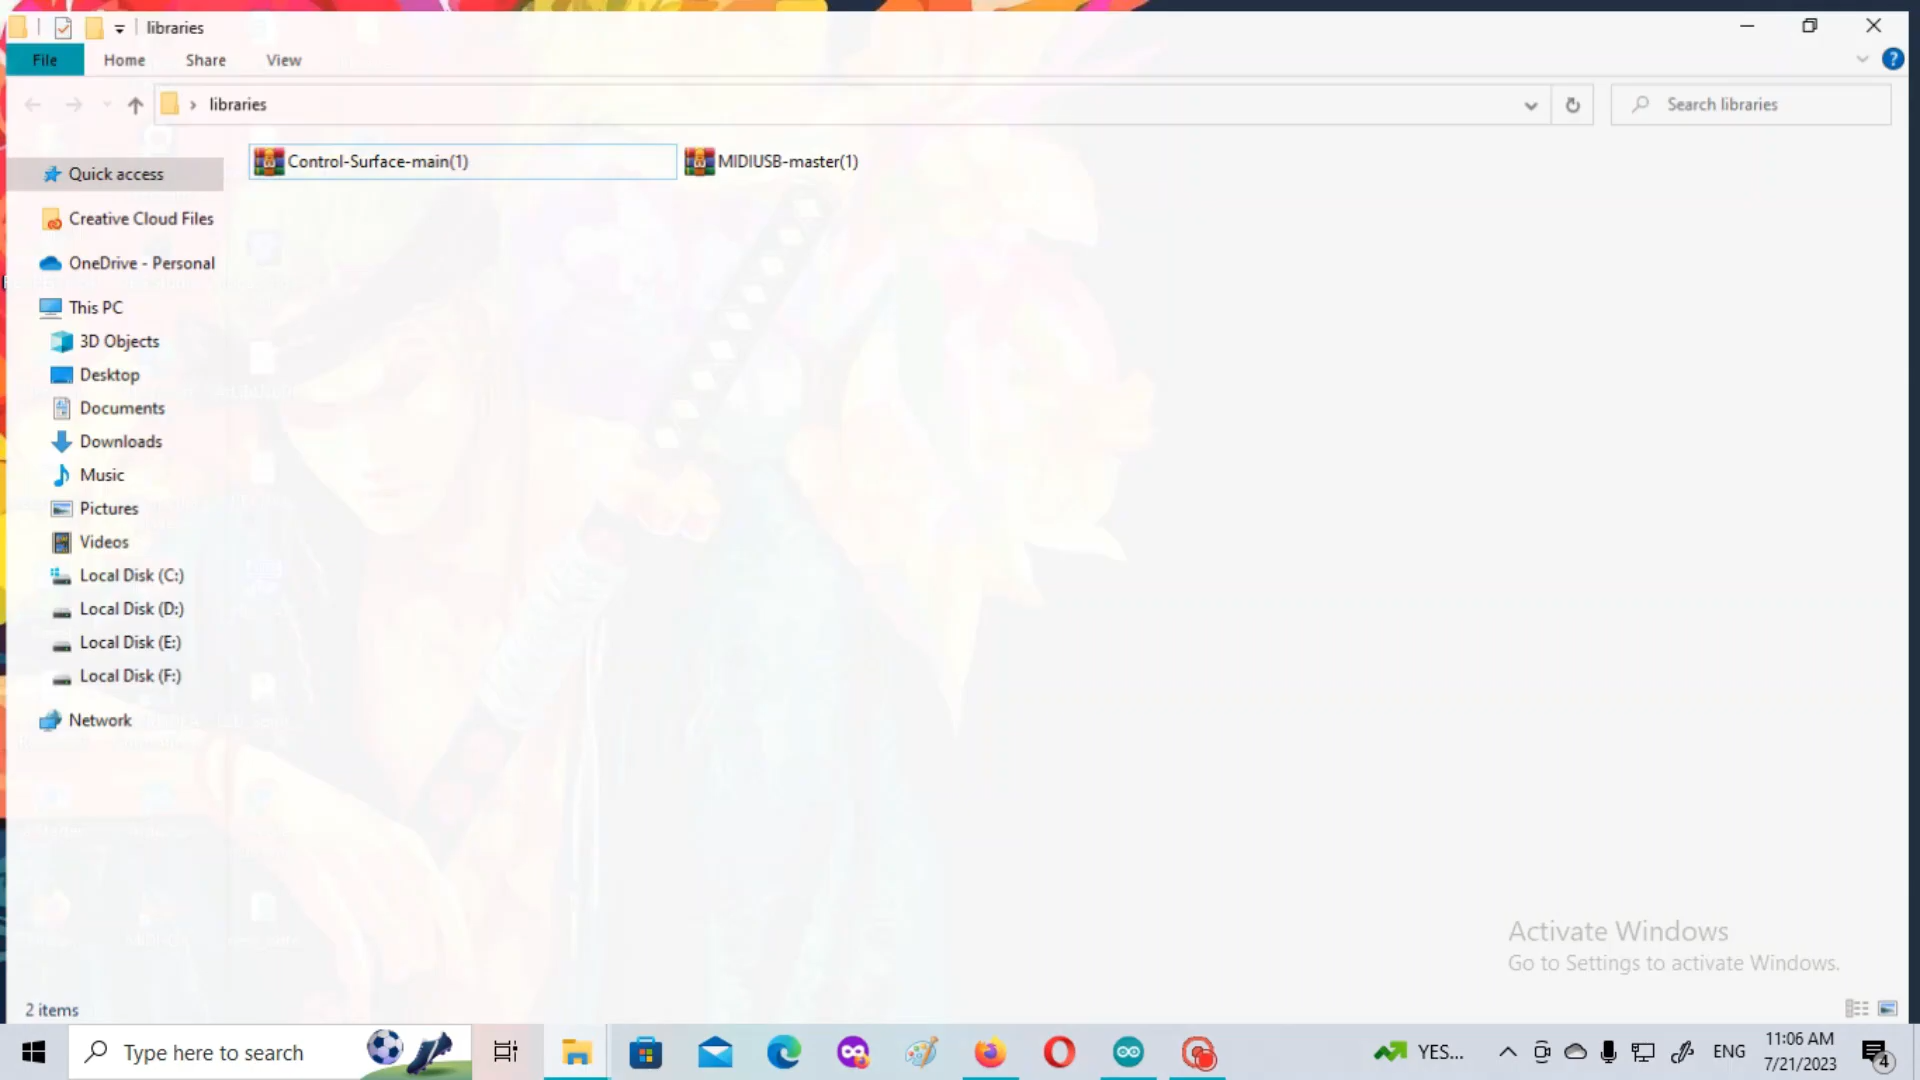 libraries
File Home Share View
libraries
Search libraries
Control-Surface-main(1) MIDIUSB-master(1)
Quick access
Creative Cloud Files
OneDrive - Personal
This PC
3D Objects
Desktop
Documents
Downloads
Music
Pictures
Videos
Local Disk (C:)
Local Disk (D:)
Local Disk (E:)
Local Disk (F:)
Network
Activate Windows
Go to Settings to activate Windows.
2 items
Type here to search
YES...
ENG
11:06 AM
7/21/2023
4